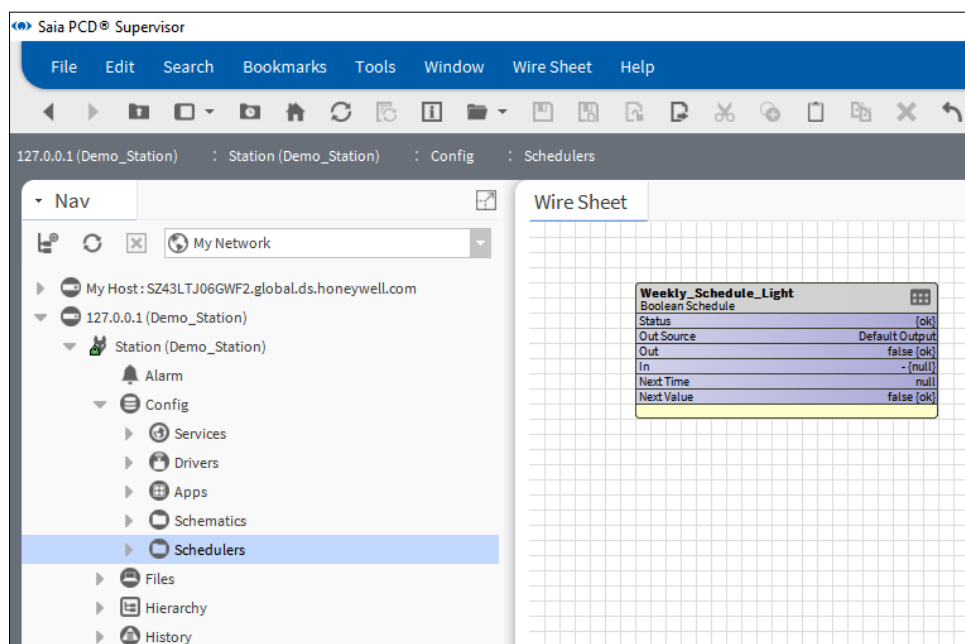 Saia PCD® Supervisor
File Edit Search Bookmarks Tools Window Wire Sheet Help
127.0.0.1 (Demo_Station) : Station (Demo_Station) : Config : Schedulers
Nav
Wire Sheet
My Network
My Host : SZ43LTJ06GWF2.global.ds.honeywell.com
127.0.0.1 (Demo_Station)
Station (Demo_Station)
Alarm
Config
Services
Drivers
Apps
Schematics
Schedulers
Files
Hierarchy
History
Weekly_Schedule_Light
Boolean Schedule
Status {ok}
Out Source Default Output
Out false {ok}
In - {null}
Next Time null
Next Value false {ok}